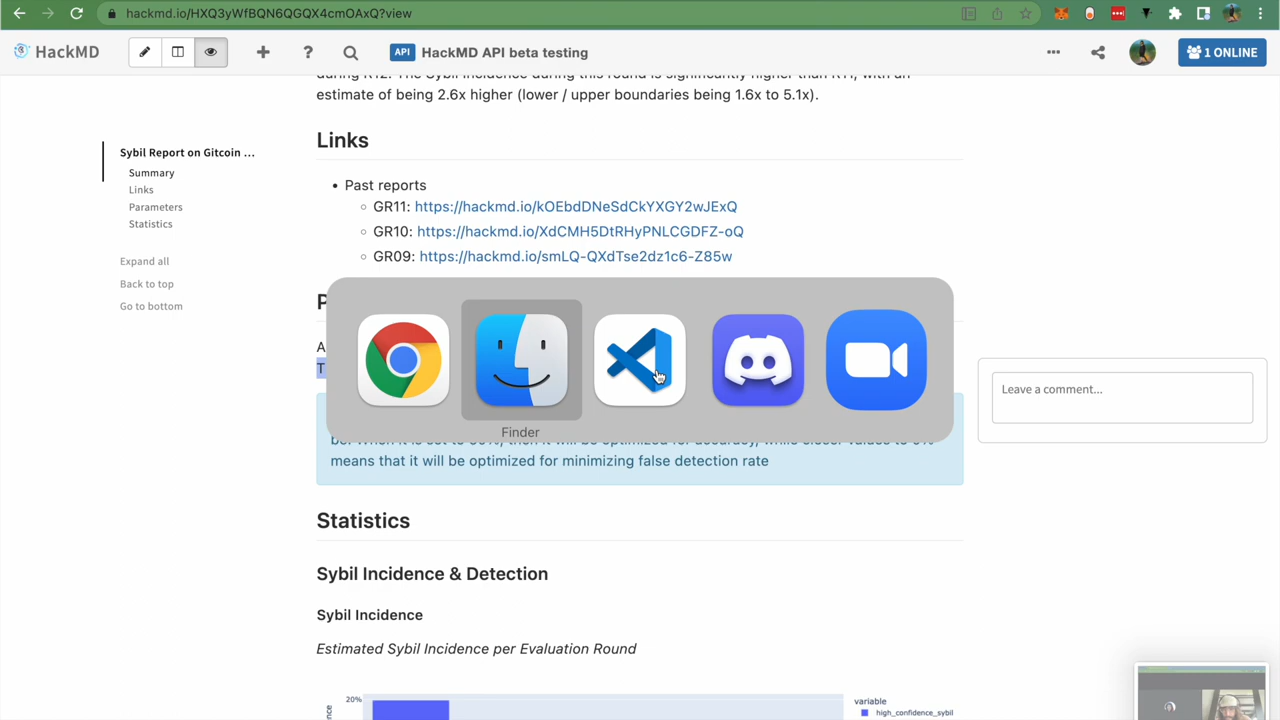 hackmd.io/HXQ3yWfBQN6QGQX4cmOAxQ?view
HackMD
API HackMD API beta testing
1 ONLINE
estimate of being 2.6x higher (lower / upper boundaries being 1.6x to 5.1x).
Links
Sybil Report on Gitcoin ...
Summary
Links
Parameters
Statistics
Expand all
Back to top
Go to bottom
• Past reports
GR11: https://hackmd.io/kOEbdDNeSdCkYXGY2wJExQ
GR10: https://hackmd.io/XdCMH5DtRHyPNLCGDFZ-oQ
GR09: https://hackmd.io/smLQ-QXdTse2dz1c6-Z85w
Finder
Leave a comment...
means that it will be optimized for minimizing false detection rate
Statistics
Sybil Incidence & Detection
Sybil Incidence
Estimated Sybil Incidence per Evaluation Round
20%
variable
high_confidence_sybil